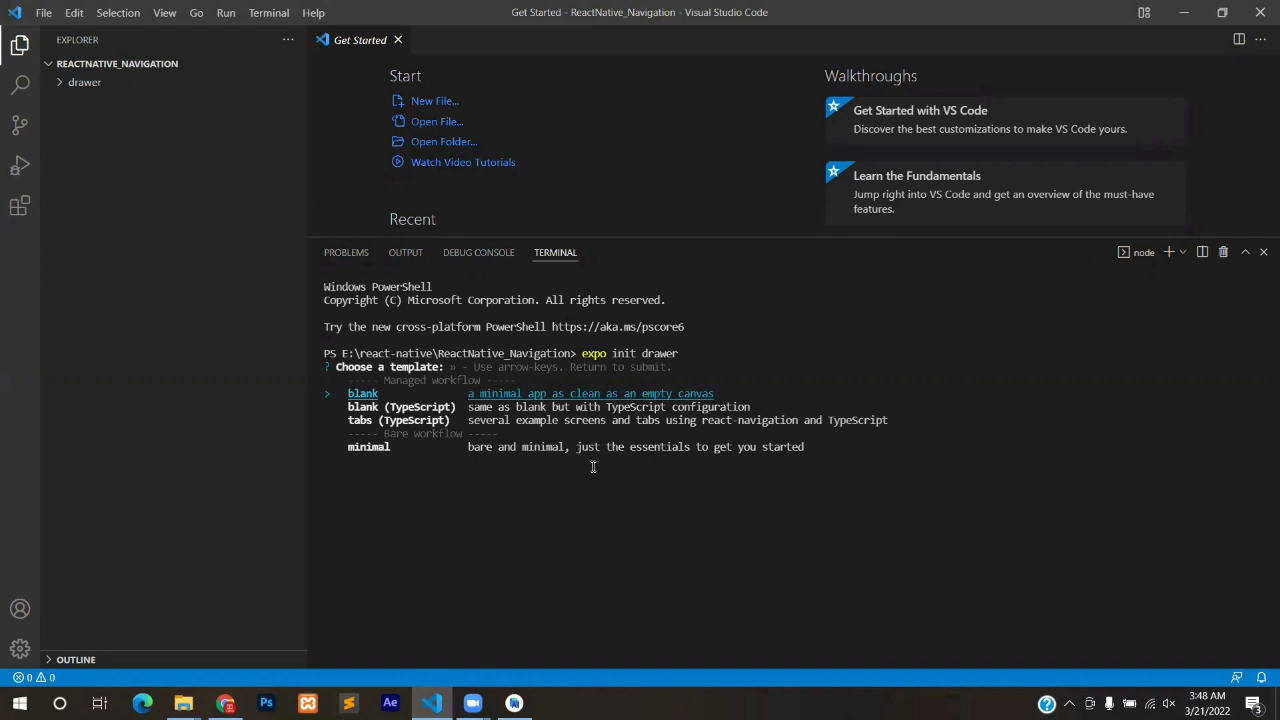 File Edit Selection View Go Run Terminal Help
Get Started - ReactNative_Navigation - Visual Studio Code
EXPLORER
REACTNATIVE_NAVIGATION
drawer
OUTLINE
Get Started
Start
New File...
Open File...
Open Folder...
Watch Video Tutorials
Recent
Walkthroughs
Get Started with VS Code
Discover the best customizations to make VS Code yours.
Learn the Fundamentals
Jump right into VS Code and get an overview of the must-have
features.
PROBLEMS OUTPUT DEBUG CONSOLE TERMINAL
node
Windows PowerShell
Copyright (C) Microsoft Corporation. All rights reserved.
Try the new cross-platform PowerShell https://aka.ms/pscore6
PS E:\react-native\ReactNative_Navigation> expo init drawer
? Choose a template: » - Use arrow-keys. Return to submit.
----- Managed workflow -----
> blank a minimal app as clean as an empty canvas
blank (TypeScript) same as blank but with TypeScript configuration
tabs (TypeScript) several example screens and tabs using react-navigation and TypeScript
----- Bare workflow -----
minimal bare and minimal, just the essentials to get you started
0 0
Ps
Ae
3:48 AM
3/21/2022
3